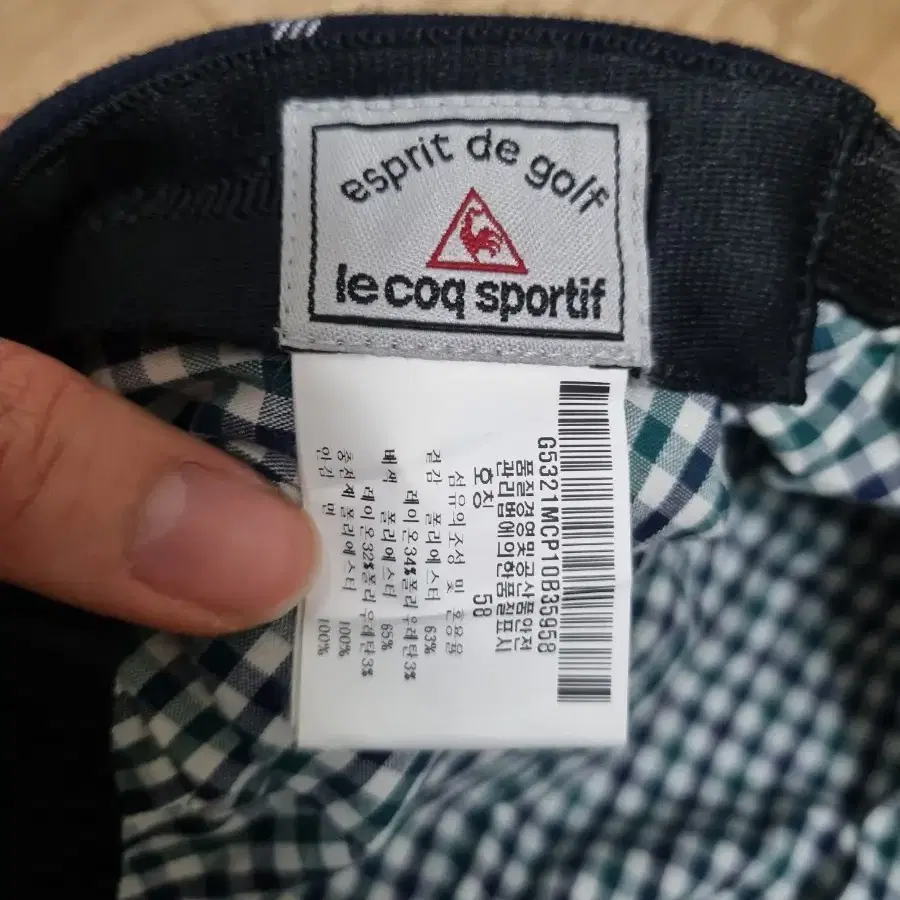 esprit de golf
le coq sportif
G5321MCP10B35958
품질경영및공산품안전
관리법에의한품질표시
호칭 58
섬유의조성 및 혼용율
겉감 폴리에스터 63%
레이온34%폴리우레탄3%
배색 폴리에스터 65%
레이온32%폴리우레탄3%
충전재 폴리에스터 100%
안감 면 100%